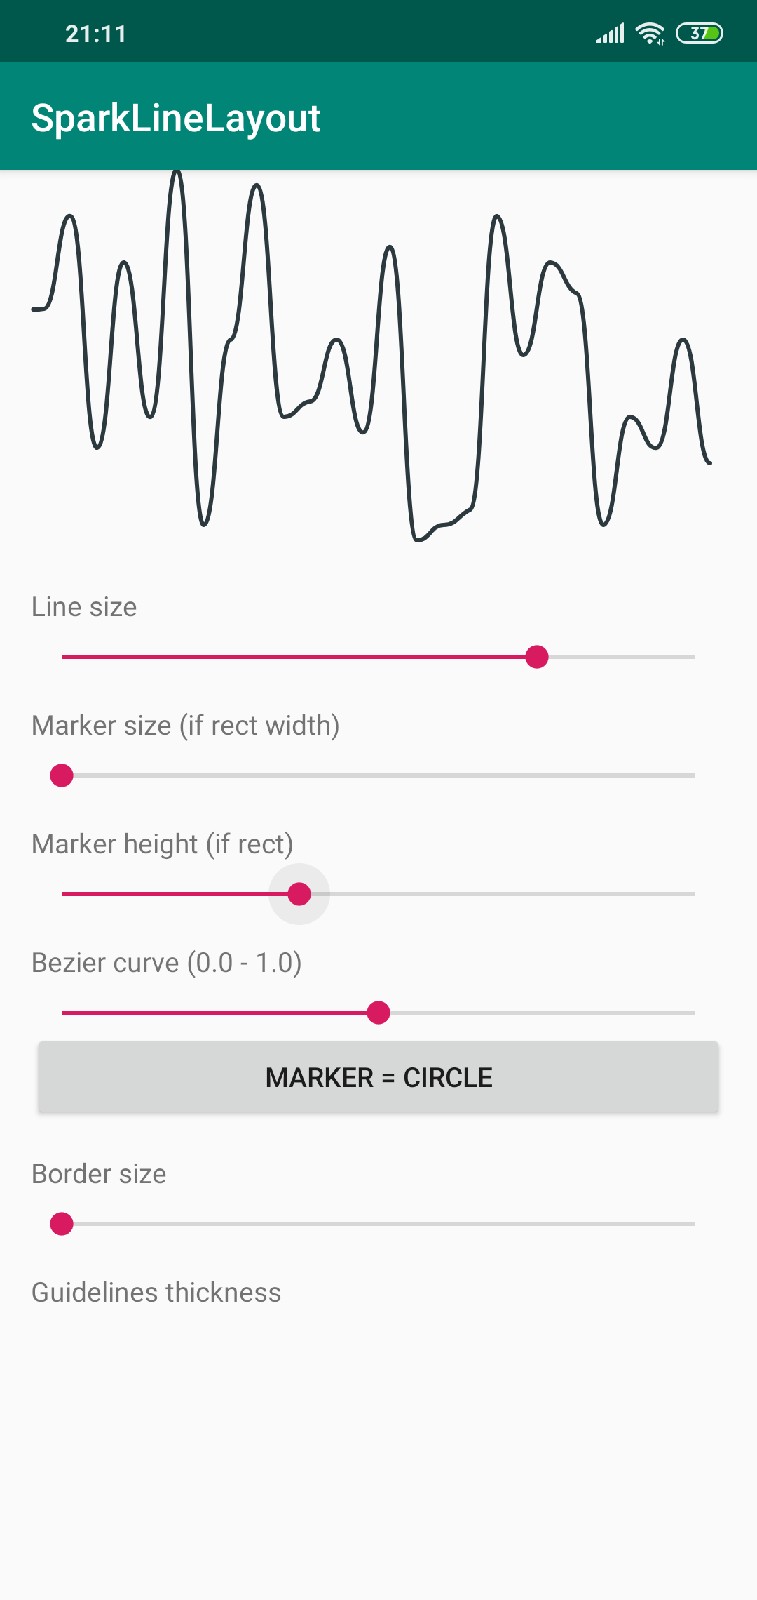 21:11
37
SparkLineLayout
Line size
Marker size (if rect width)
Marker height (if rect)
Bezier curve (0.0 - 1.0)
MARKER = CIRCLE
Border size
Guidelines thickness